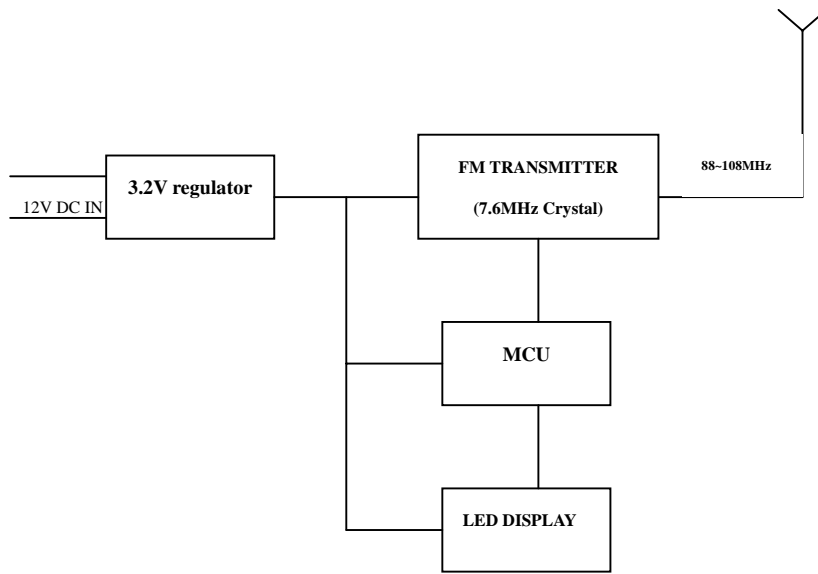 FM TRANSMITTER
(7.6MHz Crystal)
88~108MHz
3.2V regulator
12V DC IN
MCU
LED DISPLAY